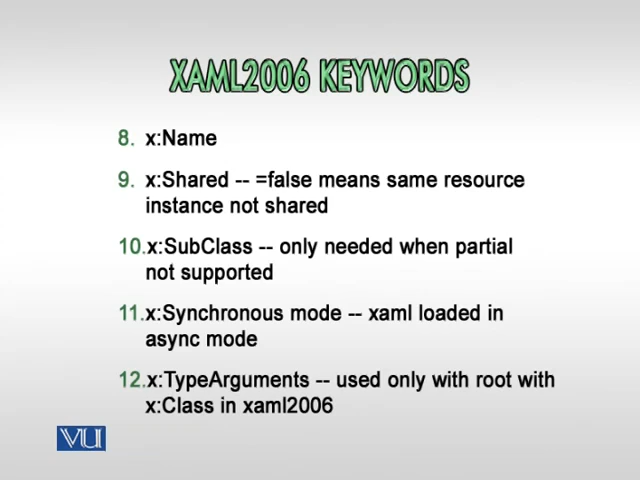 XAML2006 KEYWORDS
8. x:Name
9. x:Shared -- =false means same resource
instance not shared
10.x:SubClass -- only needed when partial
not supported
11.x:Synchronous mode -- xaml loaded in
async mode
12.x:TypeArguments -- used only with root with
x:Class in xaml2006
VU